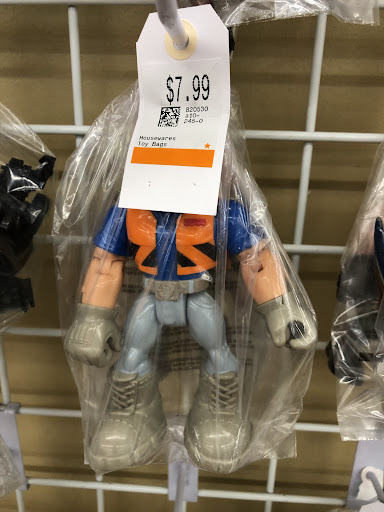 $7.99
820530
s10-
245-0
Housewares
Toy Bags